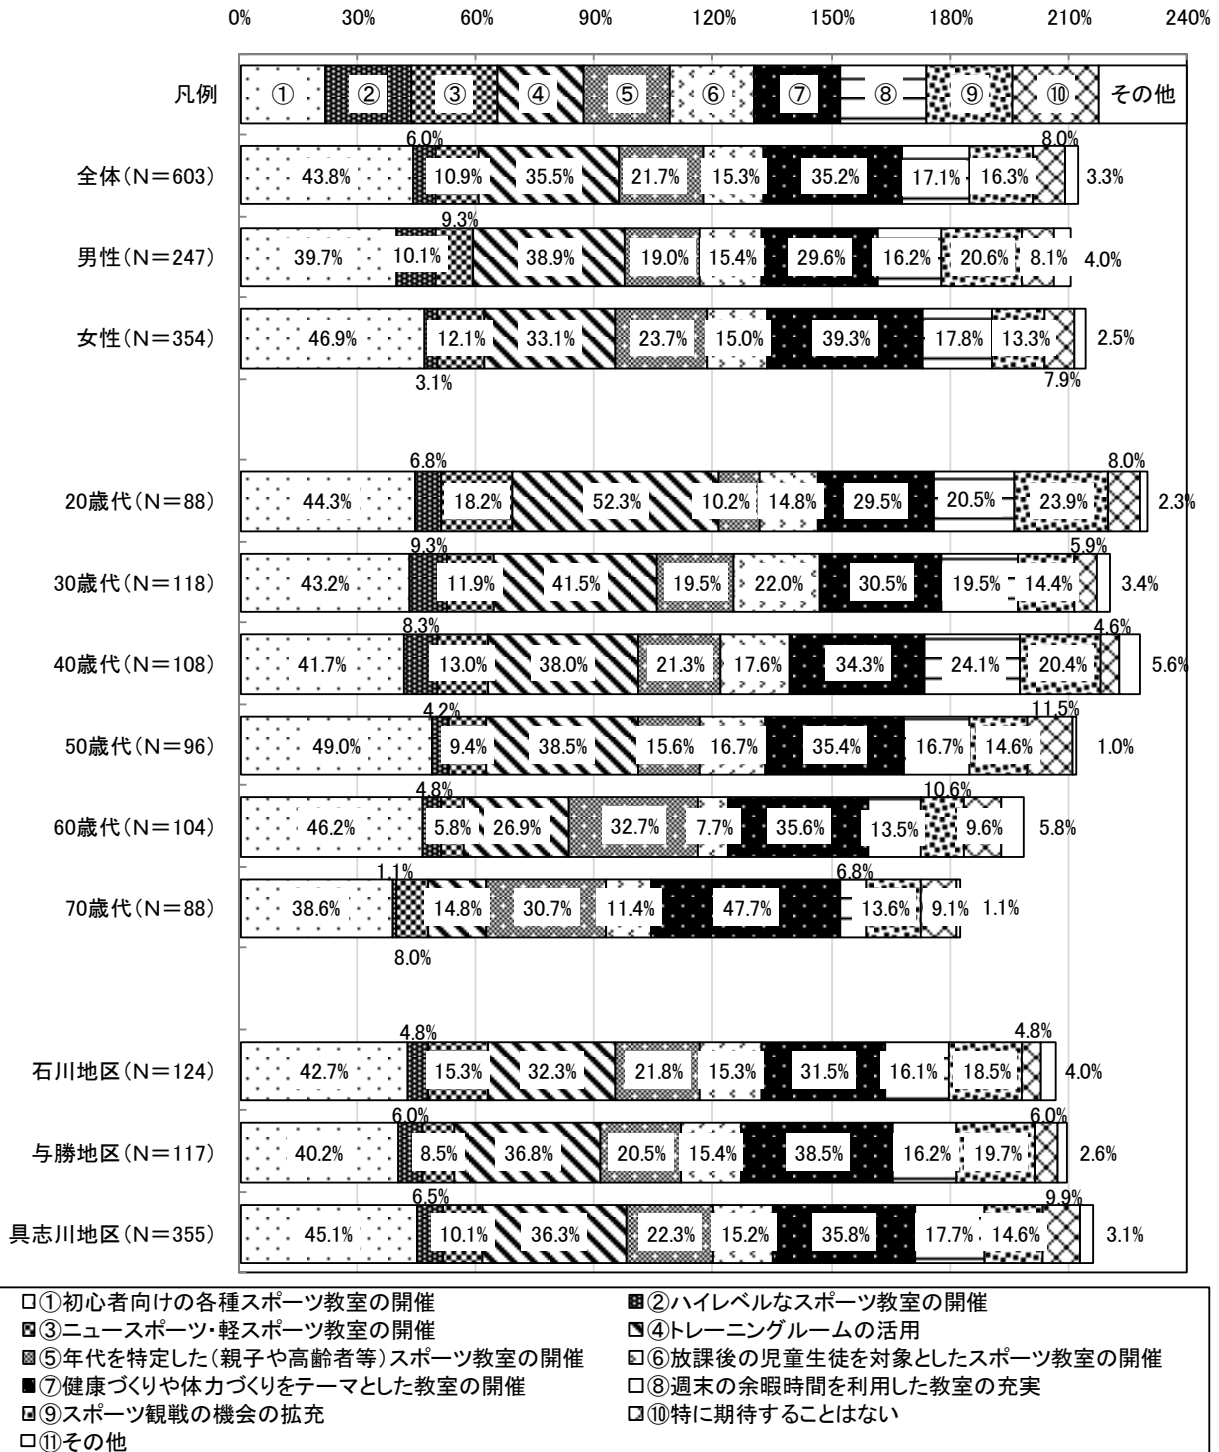 0% 30% 60% 90% 120% 150% 180% 210% 240%
凡例 ① ② ③ ④ ⑤ ⑥ ⑦ ⑧ ⑨ ⑩ その他
6.0% 8.0%
全体(N=603) 43.8% 10.9% 35.5% 21.7% 15.3% 35.2% 17.1% 16.3% 3.3%
9.3%
男性(N=247) 39.7% 10.1% 38.9% 19.0% 15.4% 29.6% 16.2% 20.6% 8.1% 4.0%
女性(N=354) 46.9% 12.1% 33.1% 23.7% 15.0% 39.3% 17.8% 13.3% 2.5%
3.1% 7.9%
6.8% 8.0%
20歳代(N=88) 44.3% 18.2% 52.3% 10.2% 14.8% 29.5% 20.5% 23.9% 2.3%
9.3% 5.9%
30歳代(N=118) 43.2% 11.9% 41.5% 19.5% 22.0% 30.5% 19.5% 14.4% 3.4%
8.3% 4.6%
40歳代(N=108) 41.7% 13.0% 38.0% 21.3% 17.6% 34.3% 24.1% 20.4% 5.6%
4.2% 11.5%
50歳代(N=96) 49.0% 9.4% 38.5% 15.6% 16.7% 35.4% 16.7% 14.6% 1.0%
4.8% 10.6%
60歳代(N=104) 46.2% 5.8% 26.9% 32.7% 7.7% 35.6% 13.5% 9.6% 5.8%
1.1% 6.8%
70歳代(N=88) 38.6% 14.8% 30.7% 11.4% 47.7% 13.6% 9.1% 1.1%
8.0%
4.8% 4.8%
石川地区(N=124) 42.7% 15.3% 32.3% 21.8% 15.3% 31.5% 16.1% 18.5% 4.0%
6.0% 6.0%
与勝地区(N=117) 40.2% 8.5% 36.8% 20.5% 15.4% 38.5% 16.2% 19.7% 2.6%
6.5% 9.9%
具志川地区(N=355) 45.1% 10.1% 36.3% 22.3% 15.2% 35.8% 17.7% 14.6% 3.1%
①初心者向けの各種スポーツ教室の開催 ②ハイレベルなスポーツ教室の開催
③ニュースポーツ・軽スポーツ教室の開催 ④トレーニングルームの活用
⑤年代を特定した(親子や高齢者等)スポーツ教室の開催 ⑥放課後の児童生徒を対象としたスポーツ教室の開催
⑦健康づくりや体力づくりをテーマとした教室の開催 ⑧週末の余暇時間を利用した教室の充実
⑨スポーツ観戦の機会の拡充 ⑩特に期待することはない
⑪その他